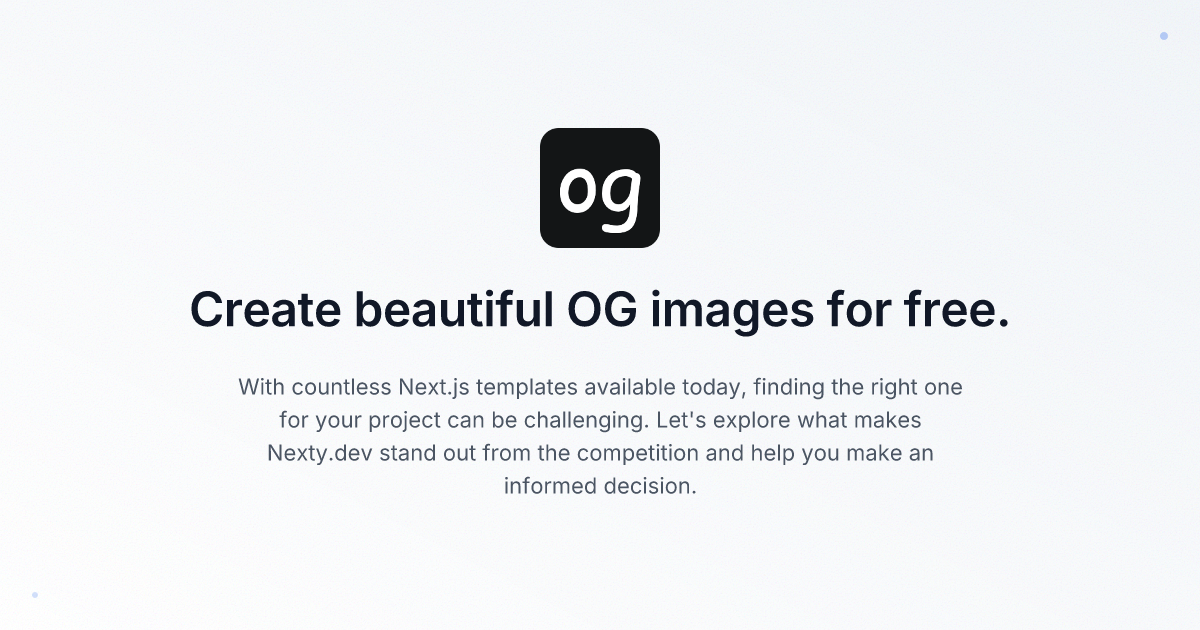 og
Create beautiful OG images for free.
With countless Next.js templates available today, finding the right one
for your project can be challenging. Let's explore what makes
Nexty.dev stand out from the competition and help you make an
informed decision.